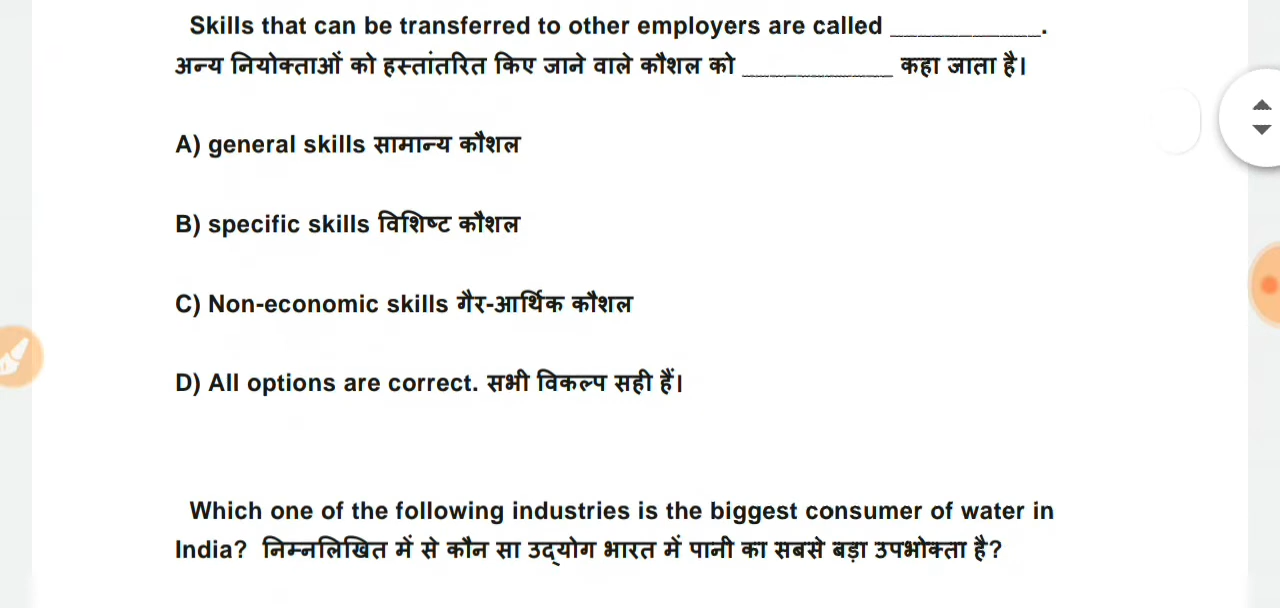 Skills that can be transferred to other employers are called ____________.
अन्य नियोक्ताओं को हस्तांतरित किए जाने वाले कौशल को ____________ कहा जाता है।
A) general skills सामान्य कौशल
B) specific skills विशिष्ट कौशल
C) Non-economic skills गैर-आर्थिक कौशल
D) All options are correct. सभी विकल्प सही हैं।
Which one of the following industries is the biggest consumer of water in
India? निम्नलिखित में से कौन सा उद्योग भारत में पानी का सबसे बड़ा उपभोक्ता है?